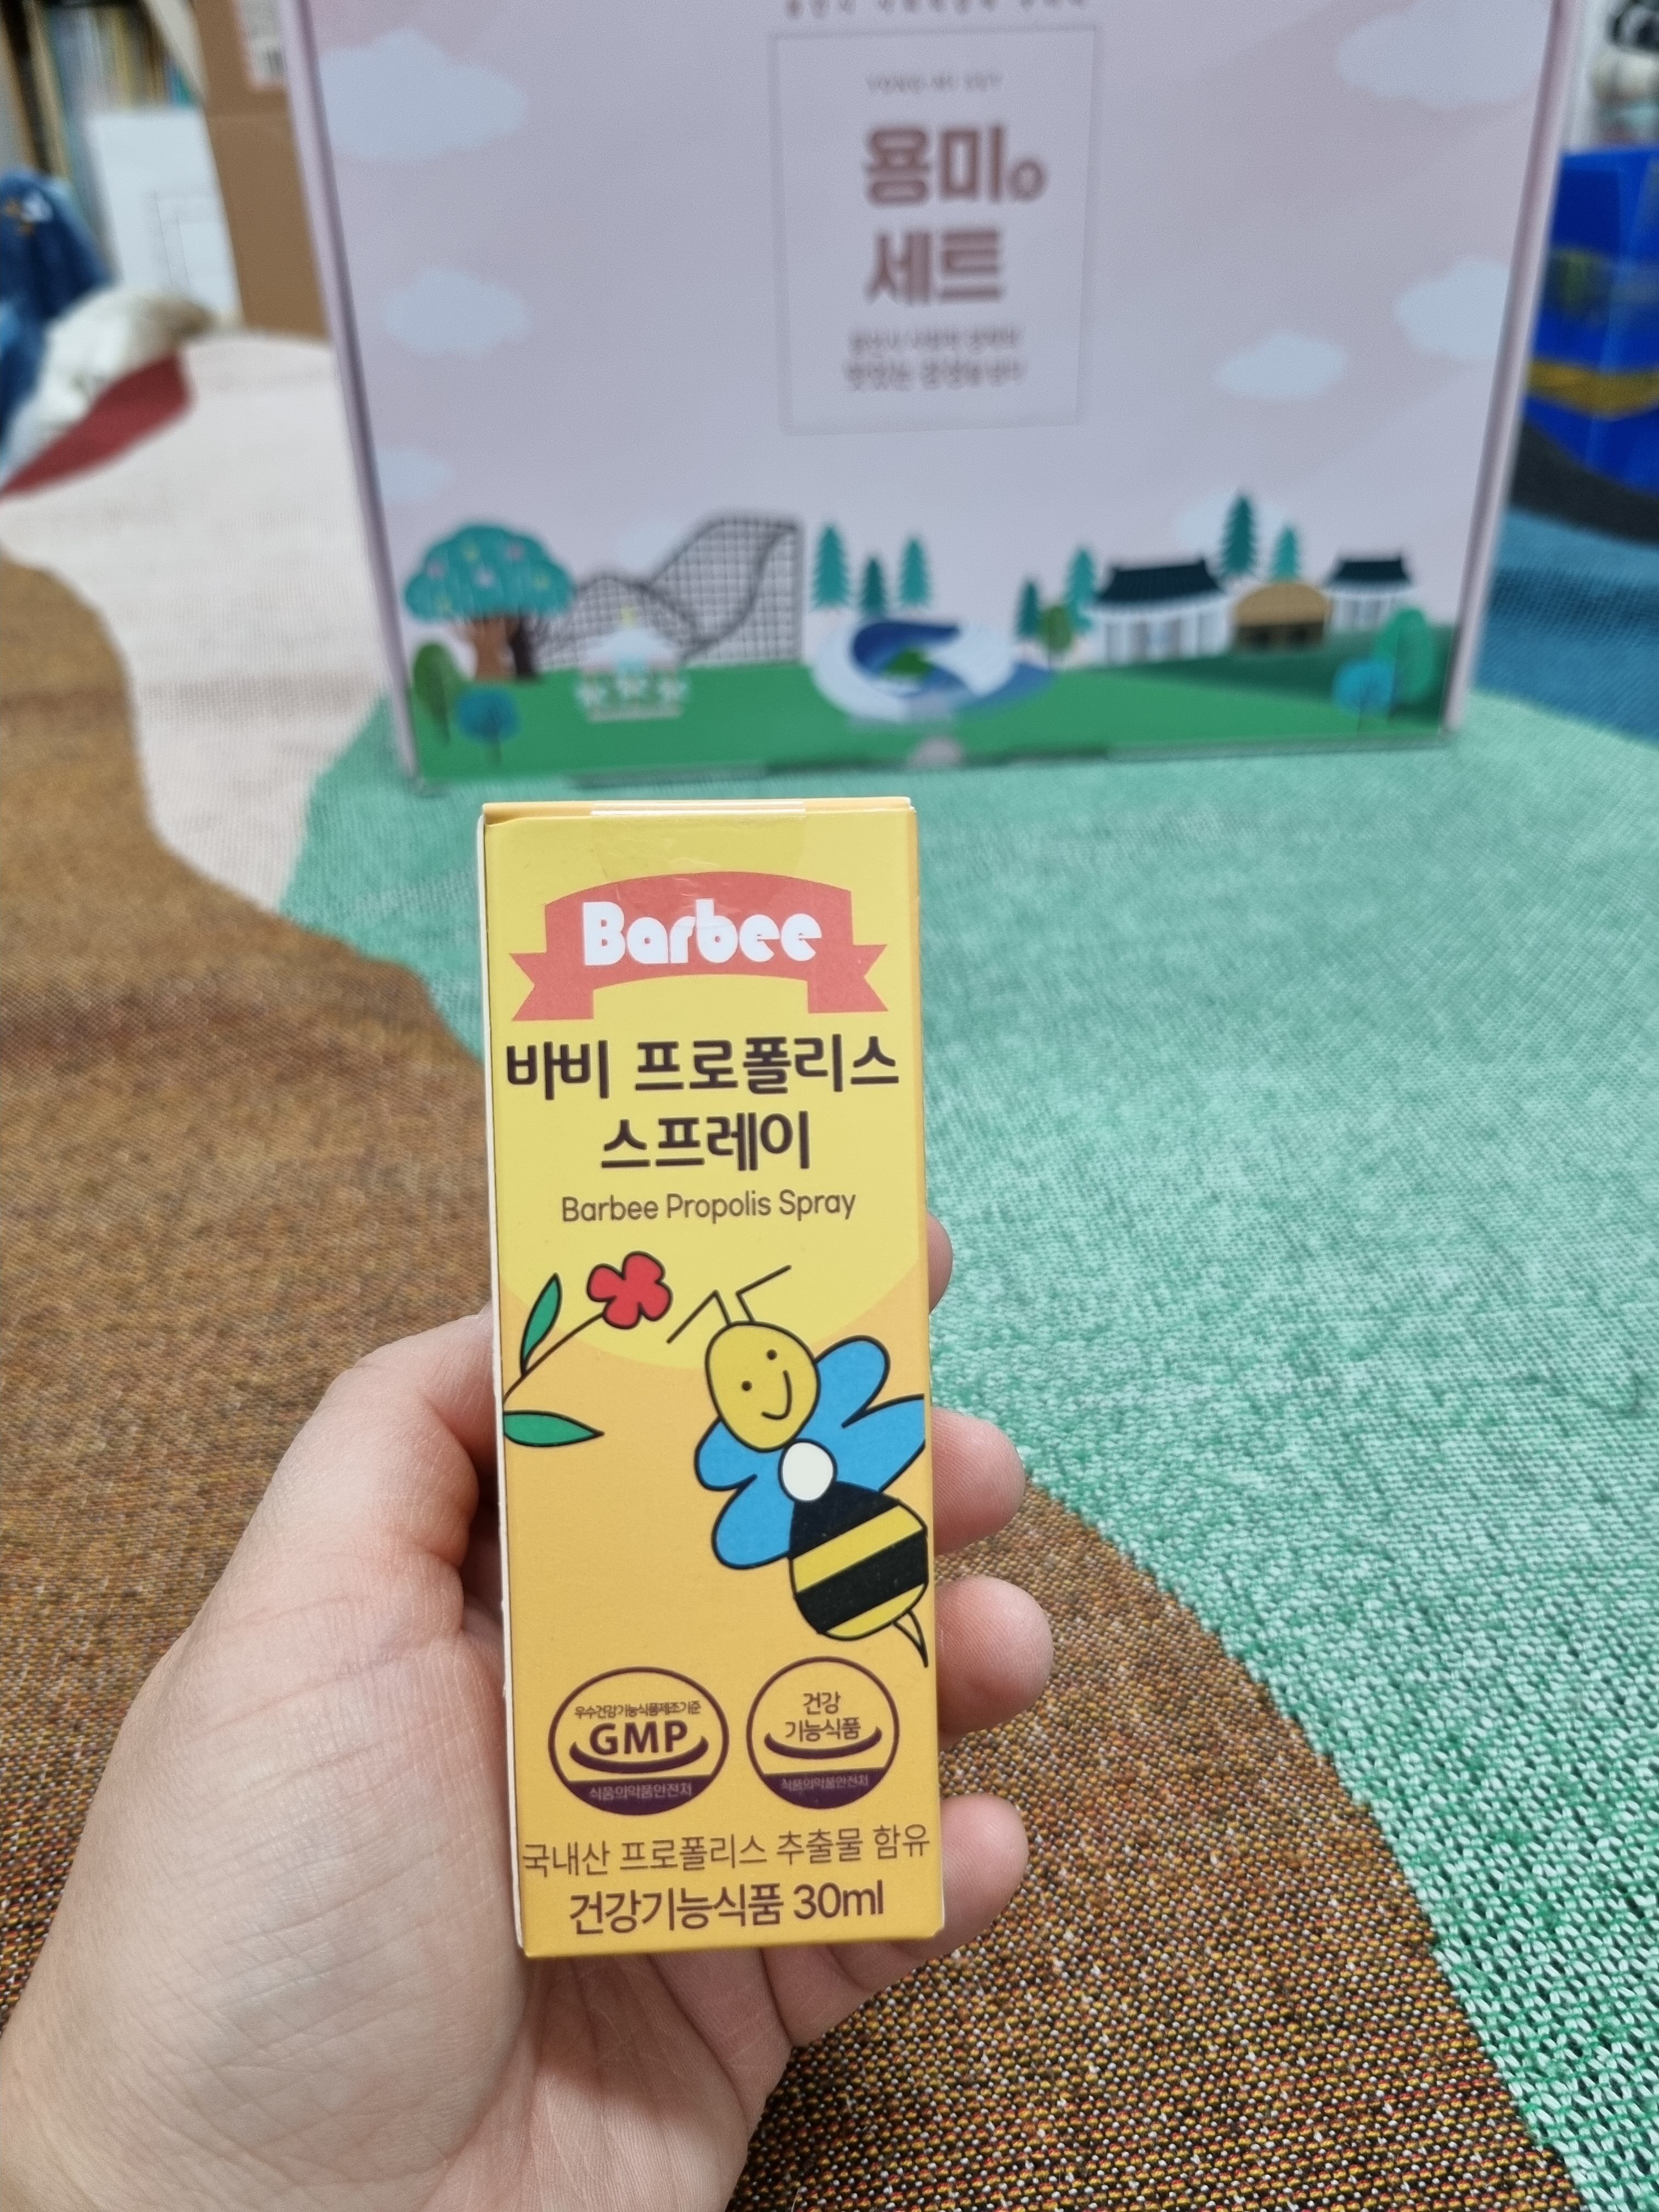 YONG MI SET
용미
세트
Barbee
바비 프로폴리스
스프레이
Barbee Propolis Spray
우수건강기능식품제조기준
GMP
식품의약품안전처
건강
기능식품
식품의약품안전처
국내산 프로폴리스 추출물 함유
건강기능식품 30ml